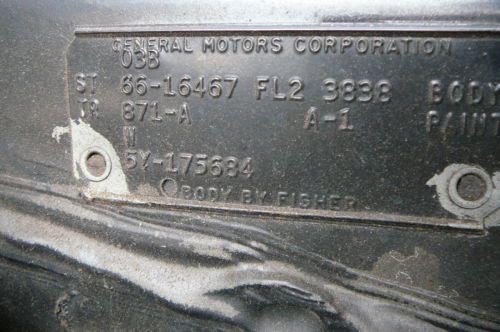 GENERAL MOTORS CORPORATION
03B
ST 66-16467 FL2 3838 BODY
TR 871-A A-1 PAINT
W
5Y-175684
BODY BY FISHER